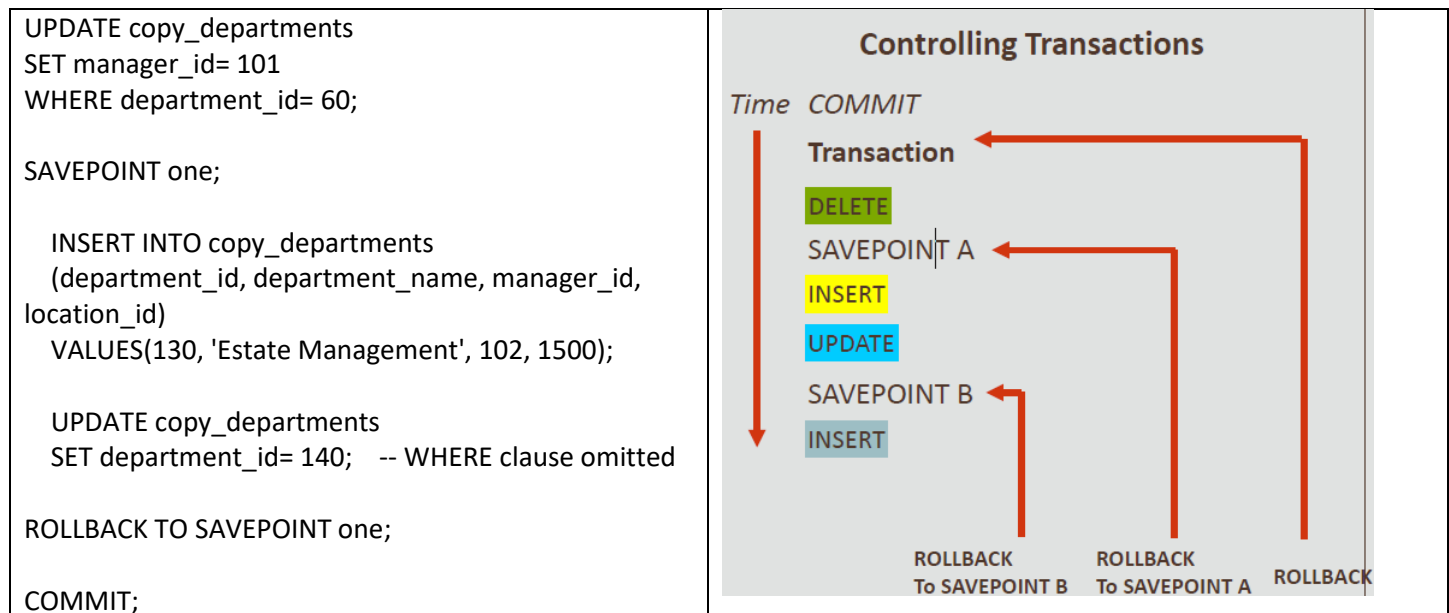 UPDATE copy_departments
SET manager_id= 101
WHERE department_id= 60;
SAVEPOINT one;
INSERT INTO copy_departments
(department_id, department_name, manager_id,
location_id)
VALUES(130, 'Estate Management', 102, 1500);
UPDATE copy_departments
SET department_id= 140;    -- WHERE clause omitted
ROLLBACK TO SAVEPOINT one;
COMMIT;
Controlling Transactions
Time COMMIT
Transaction
DELETE
SAVEPOINT A
INSERT
UPDATE
SAVEPOINT B
INSERT
ROLLBACK
To SAVEPOINT B
ROLLBACK
To SAVEPOINT A
ROLLBACK